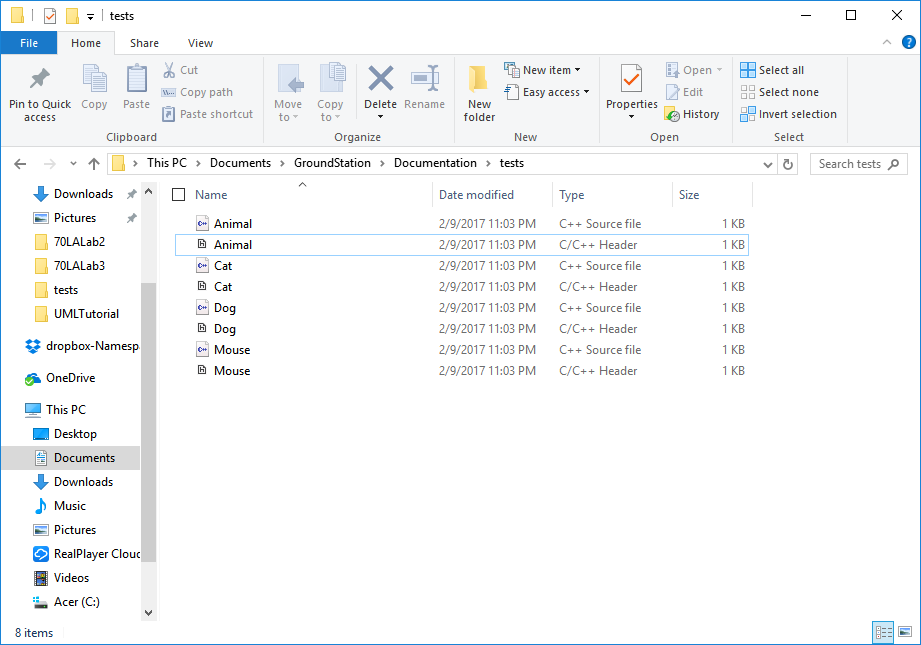 tests
File Home Share View
Pin to Quick access
Copy
Paste
Cut
Copy path
Paste shortcut
Clipboard
Move to
Copy to
Delete
Rename
Organize
New folder
New item
Easy access
New
Properties
Open
Edit
History
Open
Select all
Select none
Invert selection
Select
This PC > Documents > GroundStation > Documentation > tests
Search tests
Downloads
Pictures
70LALab2
70LALab3
tests
UMLTutorial
dropbox-Namesp
OneDrive
This PC
Desktop
Documents
Downloads
Music
Pictures
RealPlayer Cloud
Videos
Acer (C:)
Name Date modified Type Size
Animal 2/9/2017 11:03 PM C++ Source file 1 KB
Animal 2/9/2017 11:03 PM C/C++ Header 1 KB
Cat 2/9/2017 11:03 PM C++ Source file 1 KB
Cat 2/9/2017 11:03 PM C/C++ Header 1 KB
Dog 2/9/2017 11:03 PM C++ Source file 1 KB
Dog 2/9/2017 11:03 PM C/C++ Header 1 KB
Mouse 2/9/2017 11:03 PM C++ Source file 1 KB
Mouse 2/9/2017 11:03 PM C/C++ Header 1 KB
8 items